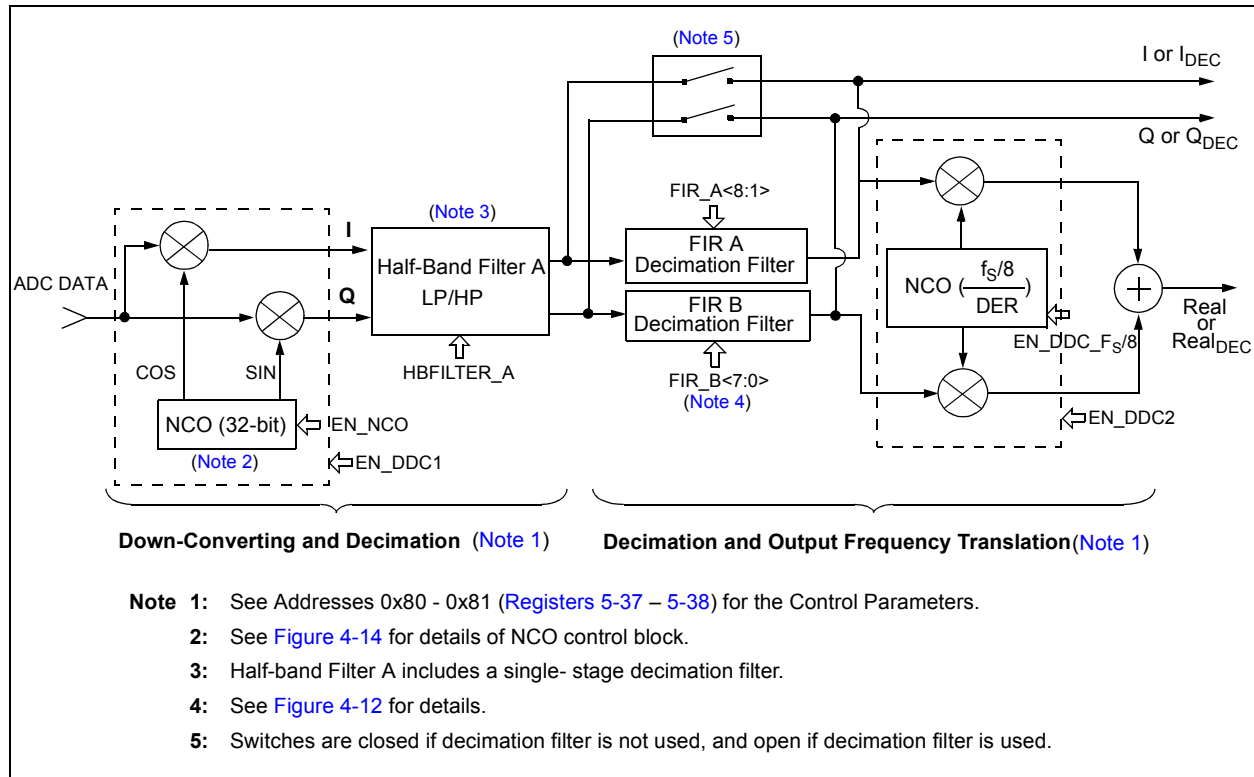 (Note 5)
I or I_DEC
Q or Q_DEC
FIR_A<8:1>
(Note 3)
I
FIR A
Decimation Filter
Half-Band Filter A
LP/HP
ADC DATA
Q
FIR B
Decimation Filter
NCO (f_S/8 / DER)
Real
or
Real_DEC
EN_DDC_F_S/8
COS
SIN
HBFILTER_A
FIR_B<7:0>
(Note 4)
NCO (32-bit)
EN_NCO
(Note 2)
EN_DDC1
EN_DDC2
Down-Converting and Decimation (Note 1)
Decimation and Output Frequency Translation(Note 1)
Note 1: See Addresses 0x80 - 0x81 (Registers 5-37 – 5-38) for the Control Parameters.
2: See Figure 4-14 for details of NCO control block.
3: Half-band Filter A includes a single- stage decimation filter.
4: See Figure 4-12 for details.
5: Switches are closed if decimation filter is not used, and open if decimation filter is used.